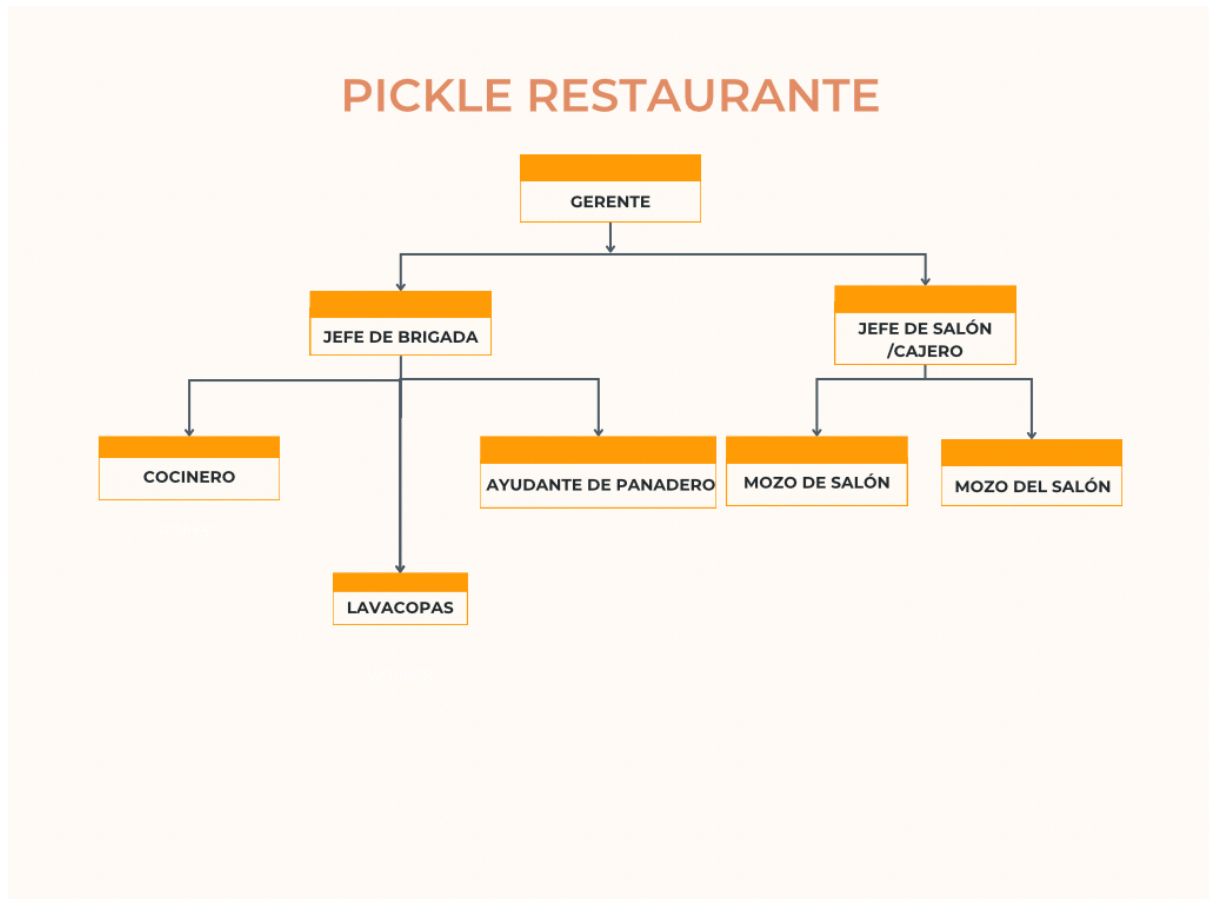 PICKLE RESTAURANTE
GERENTE
JEFE DE BRIGADA
JEFE DE SALÓN
/CAJERO
COCINERO
AYUDANTE DE PANADERO
MOZO DE SALÓN
MOZO DEL SALÓN
LAVACOPAS